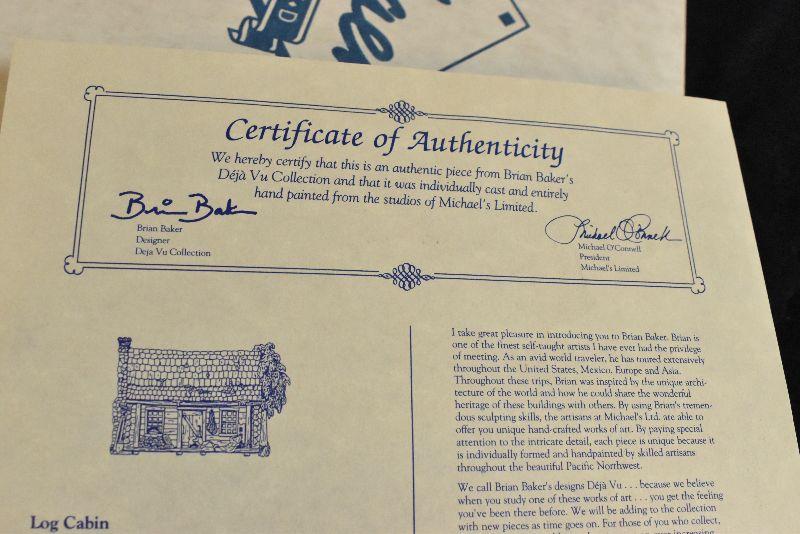 Certificate of Authenticity
We hereby certify that this is an authentic piece from Brian Baker's
Déjà Vu Collection and that it was individually cast and entirely
hand painted from the studios of Michael's Limited.
Brian Baker
Brian Baker
Designer
Deja Vu Collection
Michael O'Connell
Michael O'Connell
President
Michael's Limited
Log Cabin
I take great pleasure in introducing you to Brian Baker. Brian is
one of the finest self-taught artists I have ever had the privilege
of meeting. As an avid world traveler, he has toured extensively
throughout the United States, Mexico, Europe and Asia.
Throughout these trips, Brian was inspired by the unique archi-
tecture of the world and how he could share the wonderful
heritage of these buildings with others. By using Brian's tremen-
dous sculpting skills, the artisans at Michael's Ltd. are able to
offer you unique hand-crafted works of art. By paying special
attention to the intricate detail, each piece is unique because it
is individually formed and handpainted by skilled artisans
throughout the beautiful Pacific Northwest.
We call Brian Baker's designs Déjà Vu . . . because we believe
when you study one of these works of art . . . you get the feeling
you've been there before. We will be adding to the collection
with new pieces as time goes on. For those of you who collect,